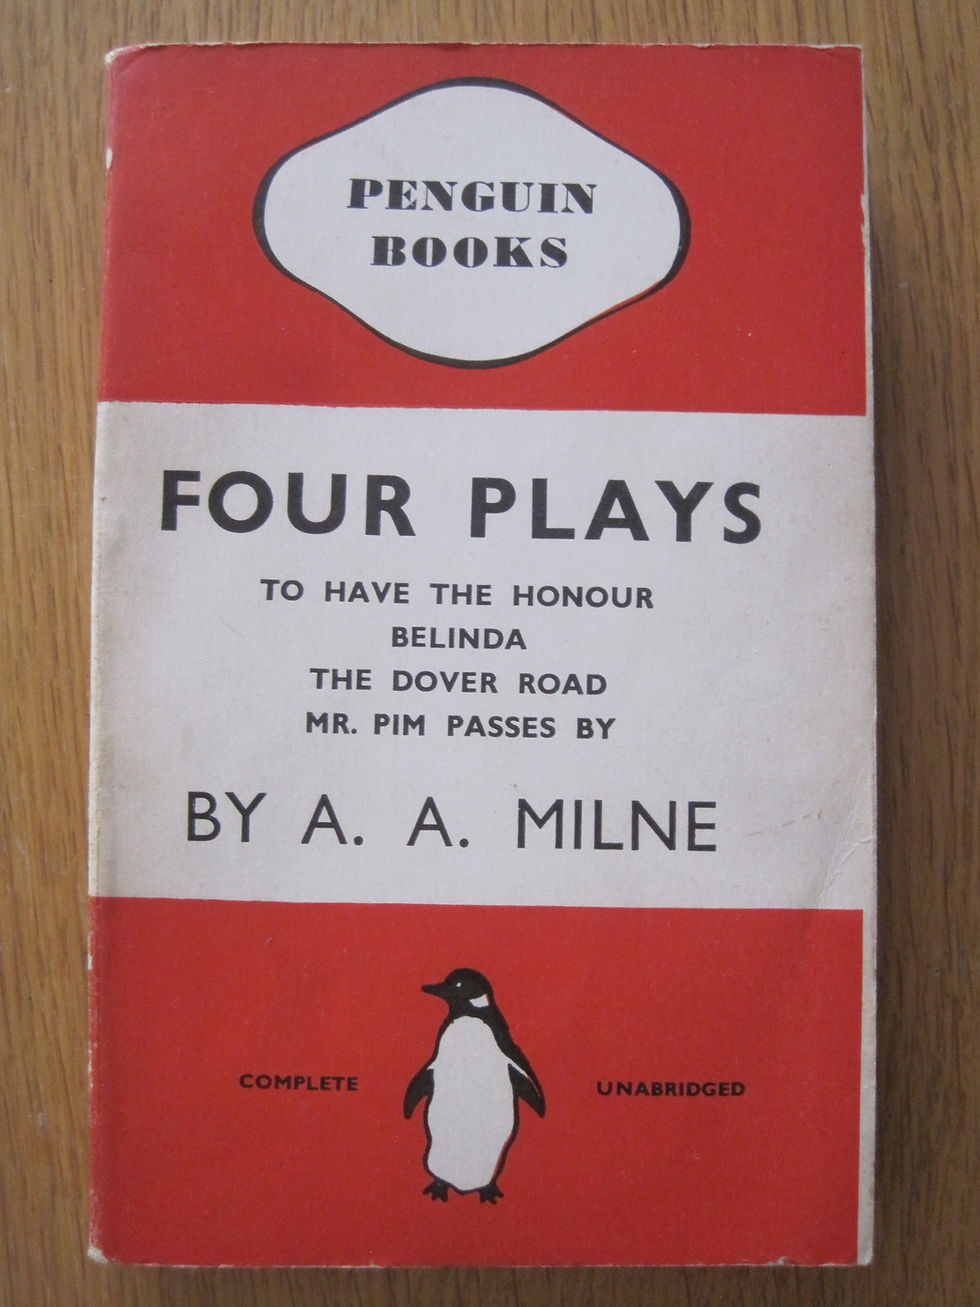 PENGUIN
BOOKS
FOUR PLAYS
TO HAVE THE HONOUR
BELINDA
THE DOVER ROAD
MR. PIM PASSES BY
BY A. A. MILNE
COMPLETE UNABRIDGED